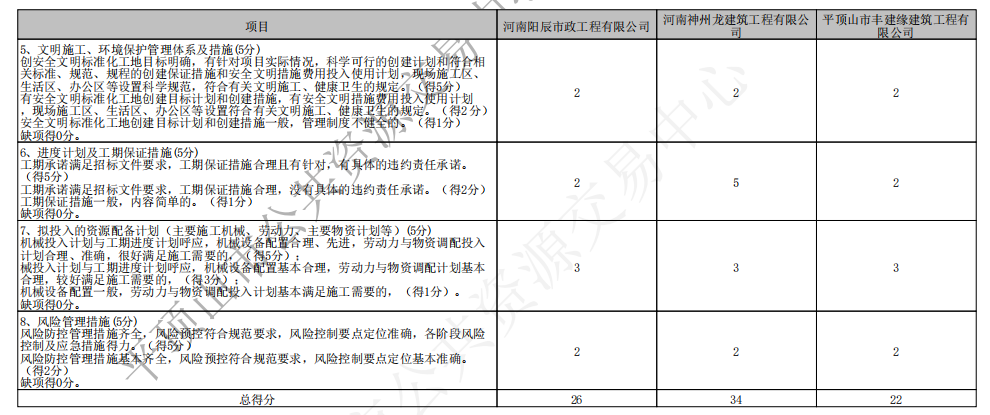 项目 河南阳辰市政工程有限公司 河南神州龙建筑工程有限公司 平顶山市丰建缘建筑工程有限公司
5、文明施工、环境保护管理体系及措施(5分)
创安全文明标准化工地目标明确，有针对项目实际情况，科学可行的创建计划和符合相
关标准、规范、规程的创建保证措施和安全文明措施费用投入使用计划，现场施工区、
生活区、办公区等设置科学规范，符合有关文明施工、健康卫生的规定。（得5分）
有安全文明标准化工地创建目标计划和创建措施，有安全文明措施费用投入使用计划
，现场施工区、生活区、办公区等设置符合有关文明施工、健康卫生的规定。（得2分）
安全文明标准化工地创建目标计划和创建措施一般，管理制度不健全的。（得1分）
缺项得0分。
2 2 2
6、进度计划及工期保证措施(5分)
工期承诺满足招标文件要求，工期保证措施合理且有针对，有具体的违约责任承诺。
（得5分）
工期承诺满足招标文件要求，工期保证措施合理，没有具体的违约责任承诺。（得2分）
工期保证措施一般，内容简单的。（得1分）
缺项得0分。
2 5 2
7、拟投入的资源配备计划（主要施工机械、劳动力、主要物资计划等）(5分)
机械投入计划与工期进度计划呼应，机械设备配置合理、先进，劳动力与物资调配投入
计划合理、准确，很好满足施工需要的，（得5分）；
械投入计划与工期进度计划呼应，机械设备配置基本合理，劳动力与物资调配计划基本
合理，较好满足施工需要的，（得3分）；
机械设备配置一般，劳动力与物资调配投入计划基本满足施工需要的，（得1分）。
缺项得0分。
3 3 3
8、风险管理措施(5分)
风险防控管理措施齐全，风险预控符合规范要求，风险控制要点定位准确，各阶段风险
控制及应急措施得力。（得5分）
风险防控管理措施基本齐全，风险预控符合规范要求，风险控制要点定位基本准确。
（得2分）
缺项得0分。
2 2 2
总得分 26 34 22
平顶山市公共资源交易中心
市公共资源交易中心